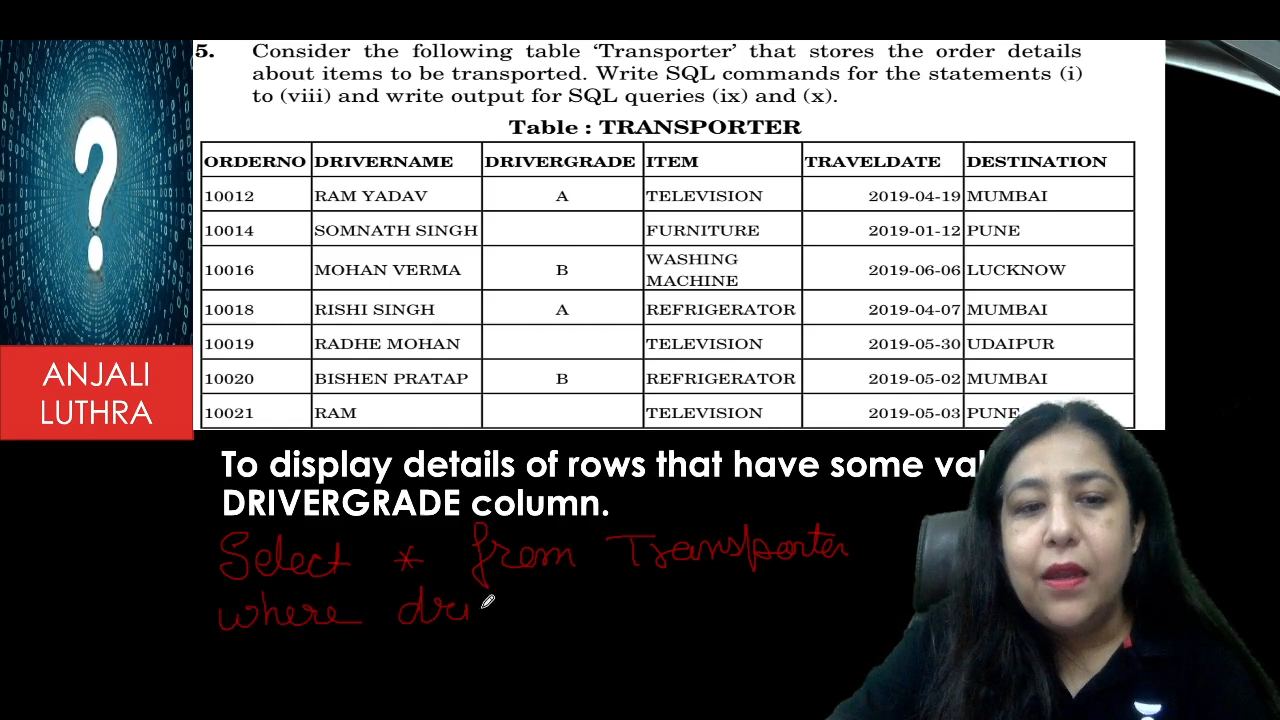 5. Consider the following table ‘Transporter’ that stores the order details
about items to be transported. Write SQL commands for the statements (i)
to (viii) and write output for SQL queries (ix) and (x).
Table : TRANSPORTER
ORDERNO DRIVERNAME DRIVERGRADE ITEM TRAVELDATE DESTINATION
10012 RAM YADAV A TELEVISION 2019-04-19 MUMBAI
10014 SOMNATH SINGH FURNITURE 2019-01-12 PUNE
10016 MOHAN VERMA B WASHING MACHINE 2019-06-06 LUCKNOW
10018 RISHI SINGH A REFRIGERATOR 2019-04-07 MUMBAI
10019 RADHE MOHAN TELEVISION 2019-05-30 UDAIPUR
10020 BISHEN PRATAP B REFRIGERATOR 2019-05-02 MUMBAI
10021 RAM TELEVISION 2019-05-03 PUNE
ANJALI
LUTHRA
To display details of rows that have some val
DRIVERGRADE column.
Select * from Transporter
where dri